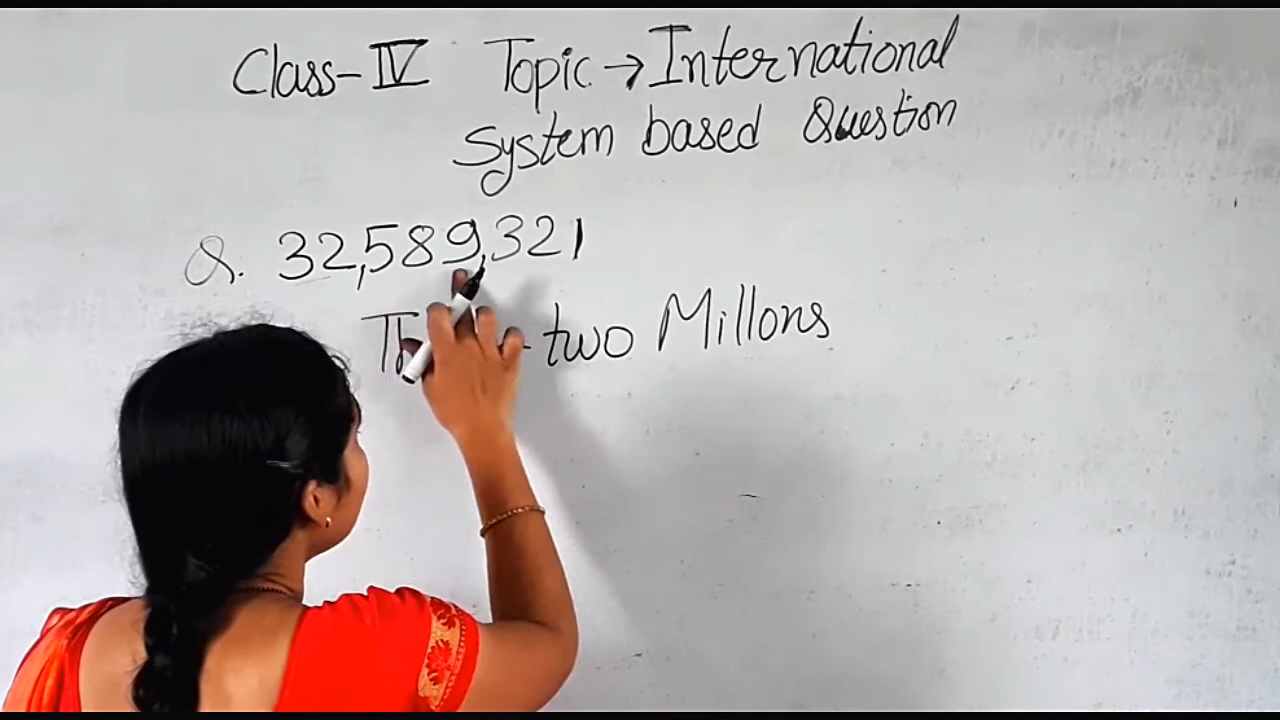 Class-IV Topic → International
System based Question
Q. 32,589,321
two Millons